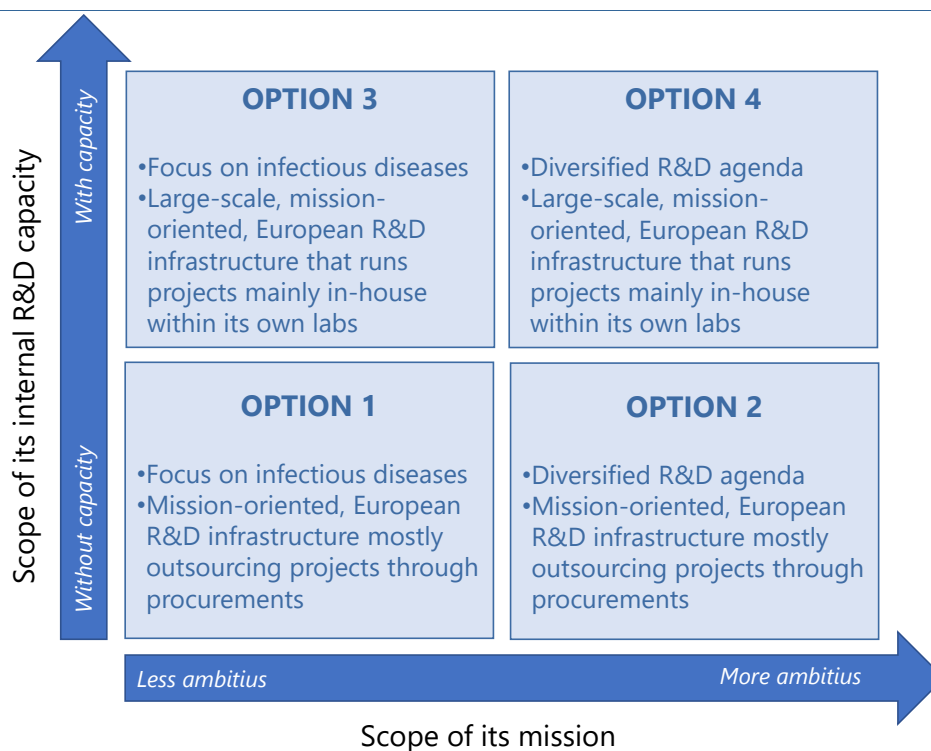 Scope of its internal R&D capacity
With capacity
Without capacity
OPTION 3
•Focus on infectious diseases
•Large-scale, mission-
oriented, European R&D
infrastructure that runs
projects mainly in-house
within its own labs
OPTION 4
•Diversified R&D agenda
•Large-scale, mission-
oriented, European R&D
infrastructure that runs
projects mainly in-house
within its own labs
OPTION 1
•Focus on infectious diseases
•Mission-oriented, European
R&D infrastructure mostly
outsourcing projects through
procurements
OPTION 2
•Diversified R&D agenda
•Mission-oriented, European
R&D infrastructure mostly
outsourcing projects through
procurements
Less ambitius
More ambitius
Scope of its mission